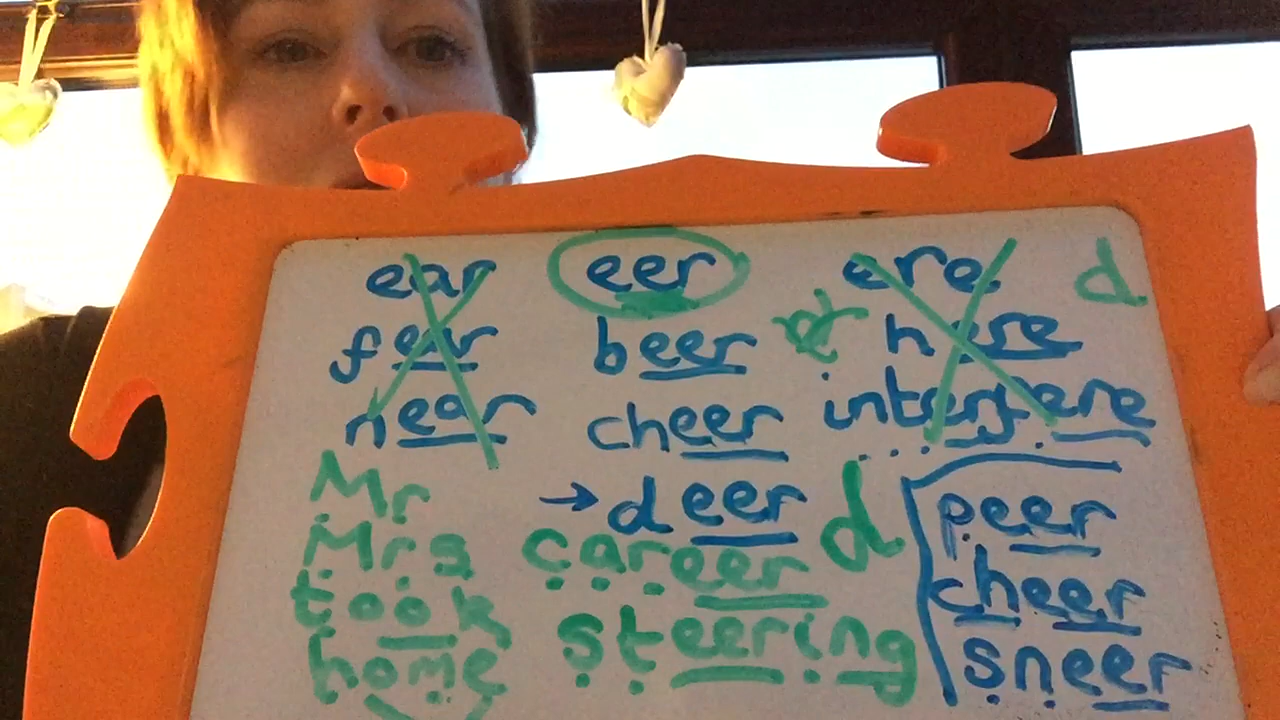 ear eer ere d
fear beer er here
near cheer interfere
Mr → deer d peer
Mrs career cheer
took steering sneer
home